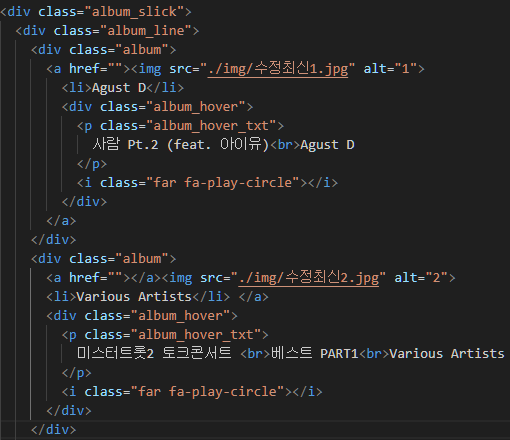 <div class="album_slick">
<div class="album_line">
<div class="album">
<a href=""><img src="./img/수정최신1.jpg" alt="1">
<li>Agust D</li>
<div class="album_hover">
<p class="album_hover_txt">
사람 Pt.2 (feat. 아이유)<br>Agust D
</p>
<i class="far fa-play-circle"></i>
</div>
</a>
</div>
<div class="album">
<a href=""></a><img src="./img/수정최신2.jpg" alt="2">
<li>Various Artists</li> </a>
<div class="album_hover">
<p class="album_hover_txt">
미스터트롯2 토크콘서트 <br>베스트 PART1<br>Various Artists
</p>
<i class="far fa-play-circle"></i>
</div>
</div>